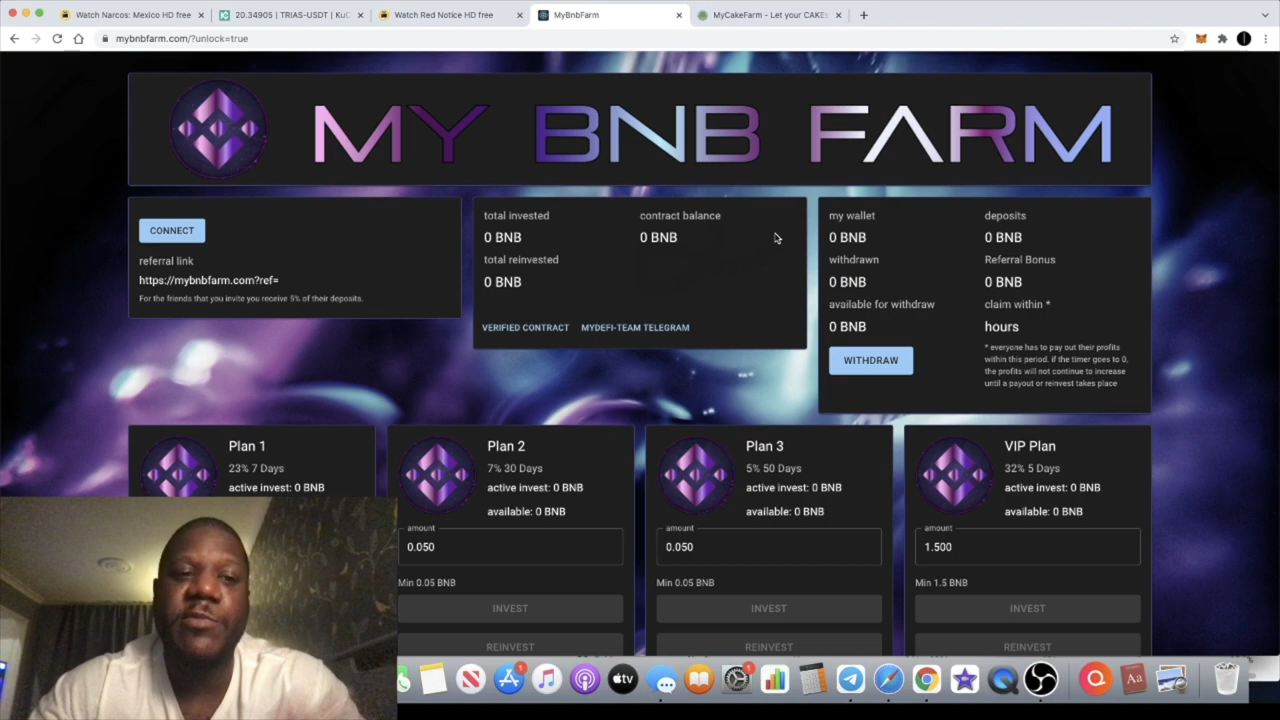 Watch Narcos: Mexico HD free
20.34905 | TRIAS-USDT | KuC
Watch Red Notice HD free
MyBnbFarm
MyCakeFarm - Let your CAKEs
mybnbfarm.com/?unlock=true
MY BNB FARM
CONNECT
referral link
https://mybnbfarm.com?ref=
For the friends that you invite you receive 5% of their deposits.
total invested
contract balance
0 BNB
0 BNB
total reinvested
0 BNB
VERIFIED CONTRACT
MYDEFI-TEAM TELEGRAM
my wallet
deposits
0 BNB
0 BNB
withdrawn
Referral Bonus
0 BNB
0 BNB
available for withdraw
claim within *
0 BNB
hours
WITHDRAW
* everyone has to pay out their profits
within this period. if the timer goes to 0,
the profits will not continue to increase
until a payout or reinvest takes place
Plan 1
23% 7 Days
active invest: 0 BNB
Plan 2
7% 30 Days
active invest: 0 BNB
available: 0 BNB
amount
0.050
Min 0.05 BNB
INVEST
REINVEST
Plan 3
5% 50 Days
active invest: 0 BNB
available: 0 BNB
amount
0.050
Min 0.05 BNB
INVEST
REINVEST
VIP Plan
32% 5 Days
active invest: 0 BNB
available: 0 BNB
amount
1.500
Min 1.5 BNB
INVEST
REINVEST